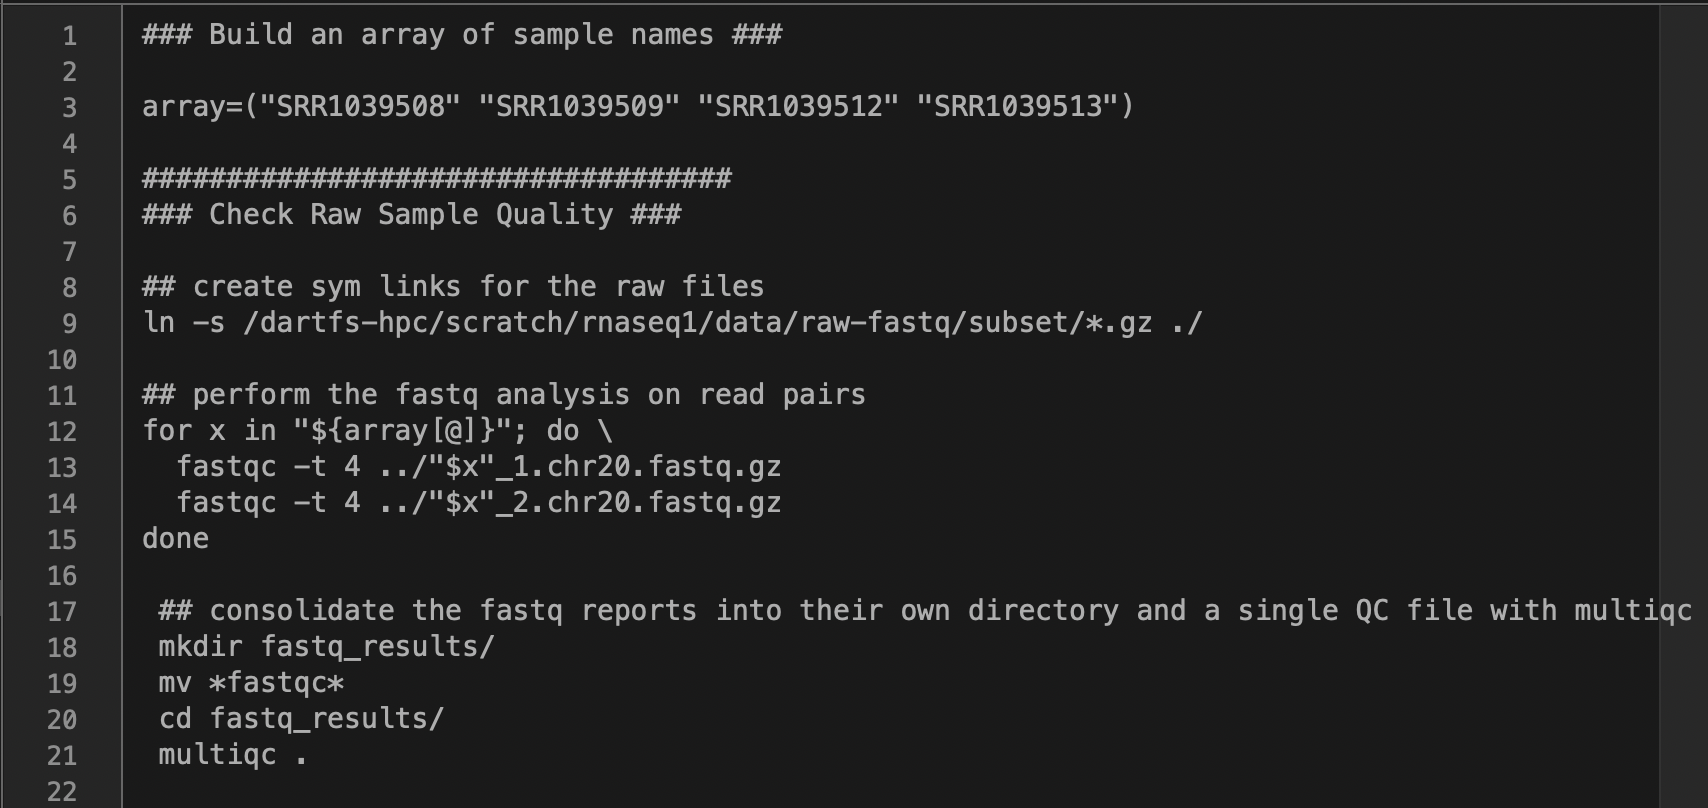 1 ### Build an array of sample names ###
2
3 array=("SRR1039508" "SRR1039509" "SRR1039512" "SRR1039513")
4
5 ###################################
6 ### Check Raw Sample Quality ###
7
8 ## create sym links for the raw files
9 ln -s /dartfs-hpc/scratch/rnaseq1/data/raw-fastq/subset/*.gz ./
10
11 ## perform the fastq analysis on read pairs
12 for x in "${array[@]}"; do \
13   fastqc -t 4 ../"$x"_1.chr20.fastq.gz
14   fastqc -t 4 ../"$x"_2.chr20.fastq.gz
15 done
16
17  ## consolidate the fastq reports into their own directory and a single QC file with multiqc
18  mkdir fastq_results/
19  mv *fastqc*
20  cd fastq_results/
21  multiqc .
22